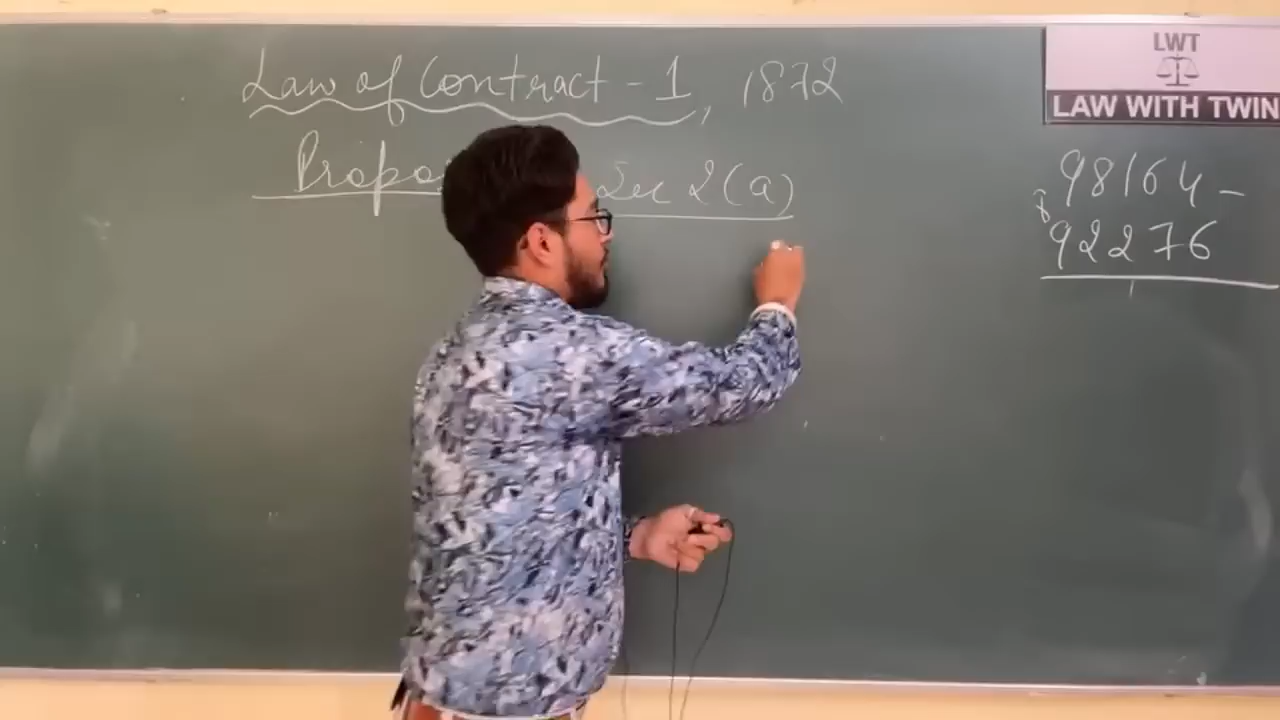 Law of Contract - 1, 1872
Propo
Sec 2(a)
LWT
LAW WITH TWIN
98164-
92276